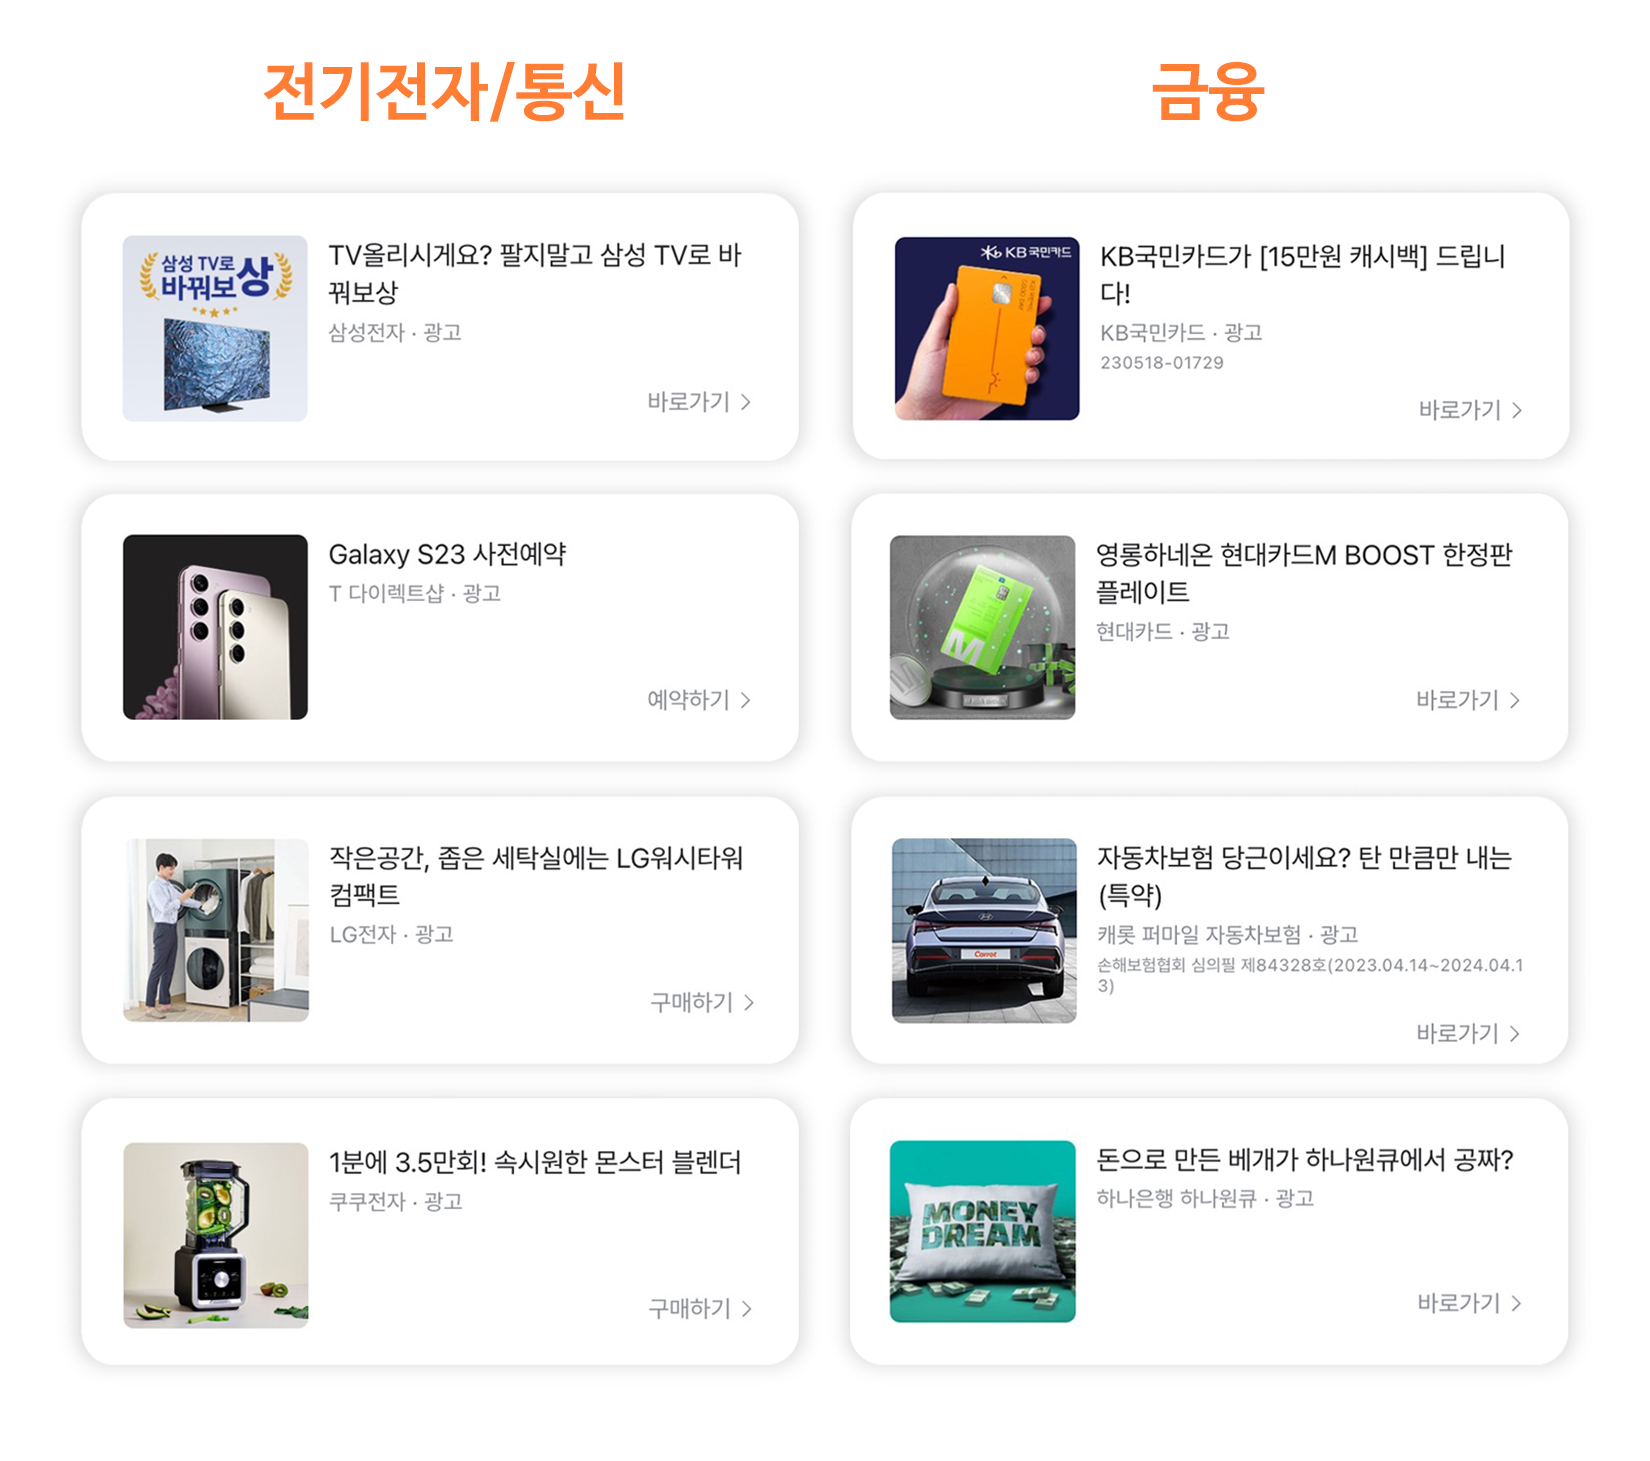 전기전자/통신
삼성 TV로
바꿔보상
TV올리시게요? 팔지말고 삼성 TV로 바
꿔보상
삼성전자 · 광고
바로가기 >
Galaxy S23 사전예약
T 다이렉트샵 · 광고
예약하기 >
작은공간, 좁은 세탁실에는 LG워시타워
컴팩트
LG전자 · 광고
구매하기 >
1분에 3.5만회! 속시원한 몬스터 블렌더
쿠쿠전자 · 광고
구매하기 >
금융
KB국민카드
KB국민카드가 [15만원 캐시백] 드립니
다!
KB국민카드 · 광고
230518-01729
바로가기 >
M
영롱하네온 현대카드M BOOST 한정판
플레이트
현대카드 · 광고
바로가기 >
Carrot
자동차보험 당근이세요? 탄 만큼만 내는
(특약)
캐롯 퍼마일 자동차보험 · 광고
손해보험협회 심의필 제84328호(2023.04.14~2024.04.1
3)
바로가기 >
MONEY
DREAM
돈으로 만든 베개가 하나원큐에서 공짜?
하나은행 하나원큐 · 광고
바로가기 >